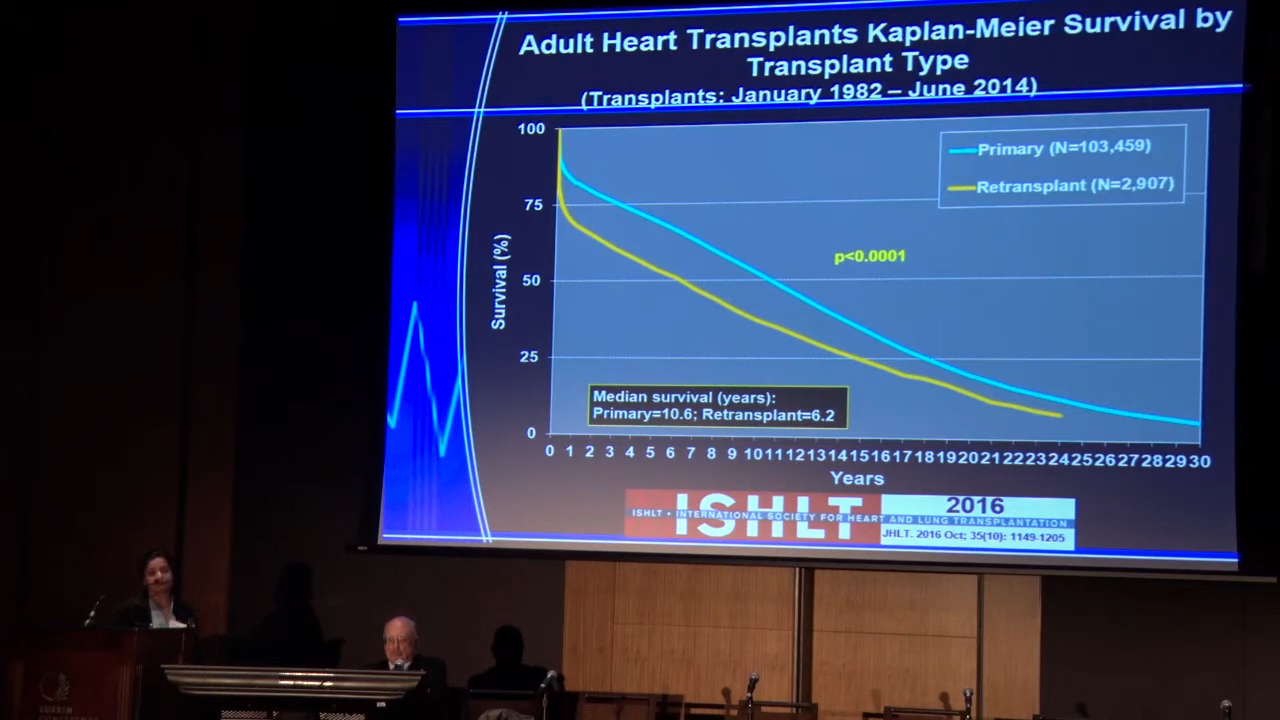 Adult Heart Transplants Kaplan-Meier Survival by
Transplant Type
(Transplants: January 1982 – June 2014)
100
75
50
25
0
Survival (%)
Primary (N=103,459)
Retransplant (N=2,907)
p<0.0001
Median survival (years):
Primary=10.6; Retransplant=6.2
0 1 2 3 4 5 6 7 8 9 10 11 12 13 14 15 16 17 18 19 20 21 22 23 24 25 26 27 28 29 30
Years
ISHLT
ISHLT • INTERNATIONAL SOCIETY FOR HEART AND LUNG TRANSPLANTATION
2016
JHLT. 2016 Oct; 35(10): 1149-1205